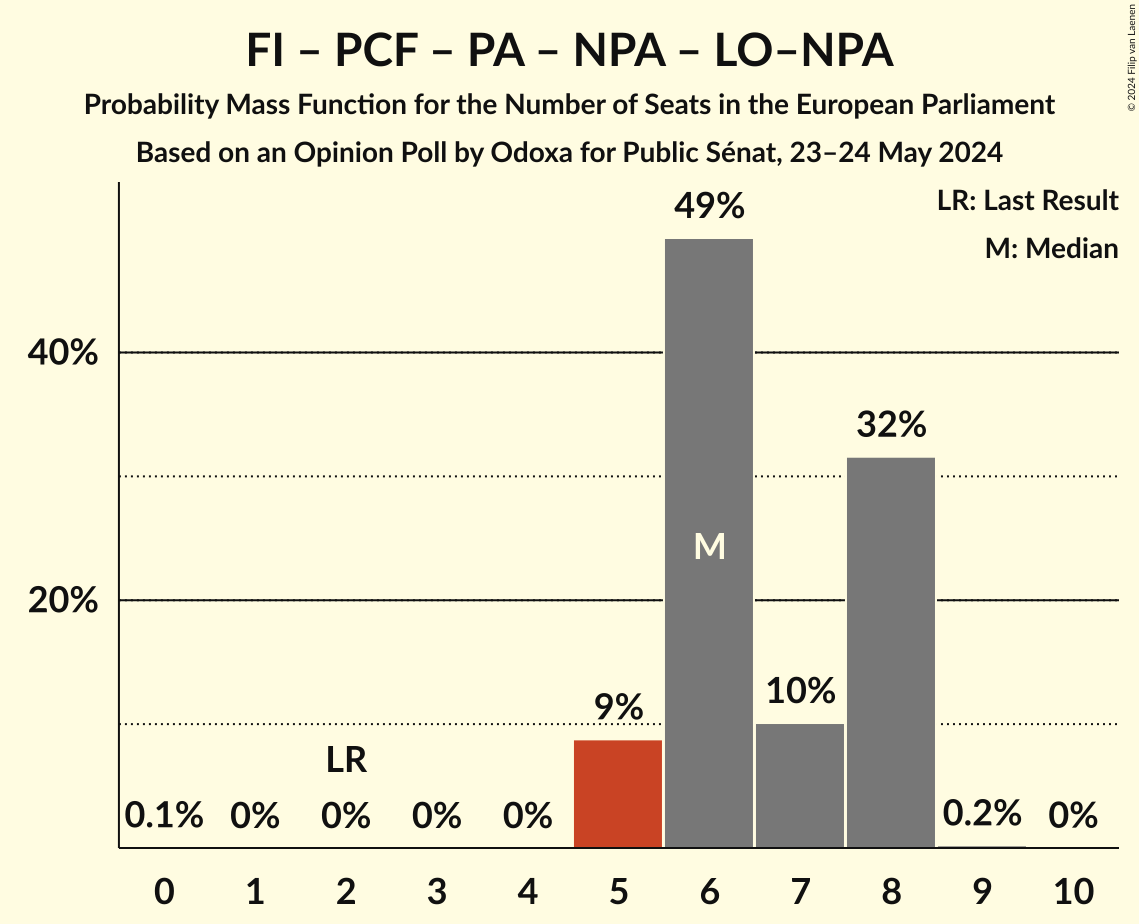 FI – PCF – PA – NPA – LO–NPA
Probability Mass Function for the Number of Seats in the European Parliament
Based on an Opinion Poll by Odoxa for Public Sénat, 23–24 May 2024
© 2024 Filip van Laenen
LR: Last Result
M: Median
49%
40%
32%
M
20%
10%
9%
LR
0.1% 0% 0% 0% 0% 0.2% 0%
0 1 2 3 4 5 6 7 8 9 10